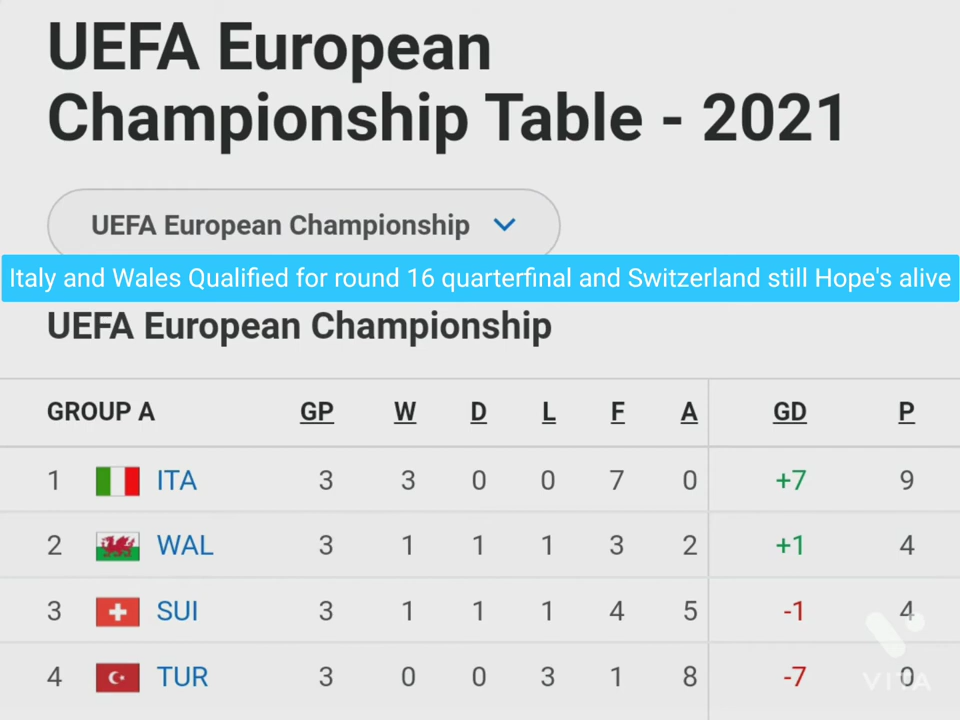 UEFA European
Championship Table - 2021
UEFA European Championship
Italy and Wales Qualified for round 16 quarterfinal and Switzerland still Hope's alive
UEFA European Championship
GROUP A GP W D L F A GD P
1 ITA 3 3 0 0 7 0 +7 9
2 WAL 3 1 1 1 3 2 +1 4
3 SUI 3 1 1 1 4 5 -1 4
4 TUR 3 0 0 3 1 8 -7 0
VITA